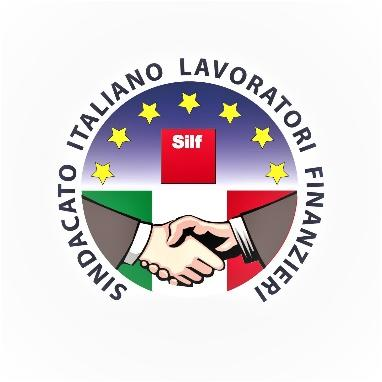 SINDACATO ITALIANO LAVORATORI FINANZIERI
Silf